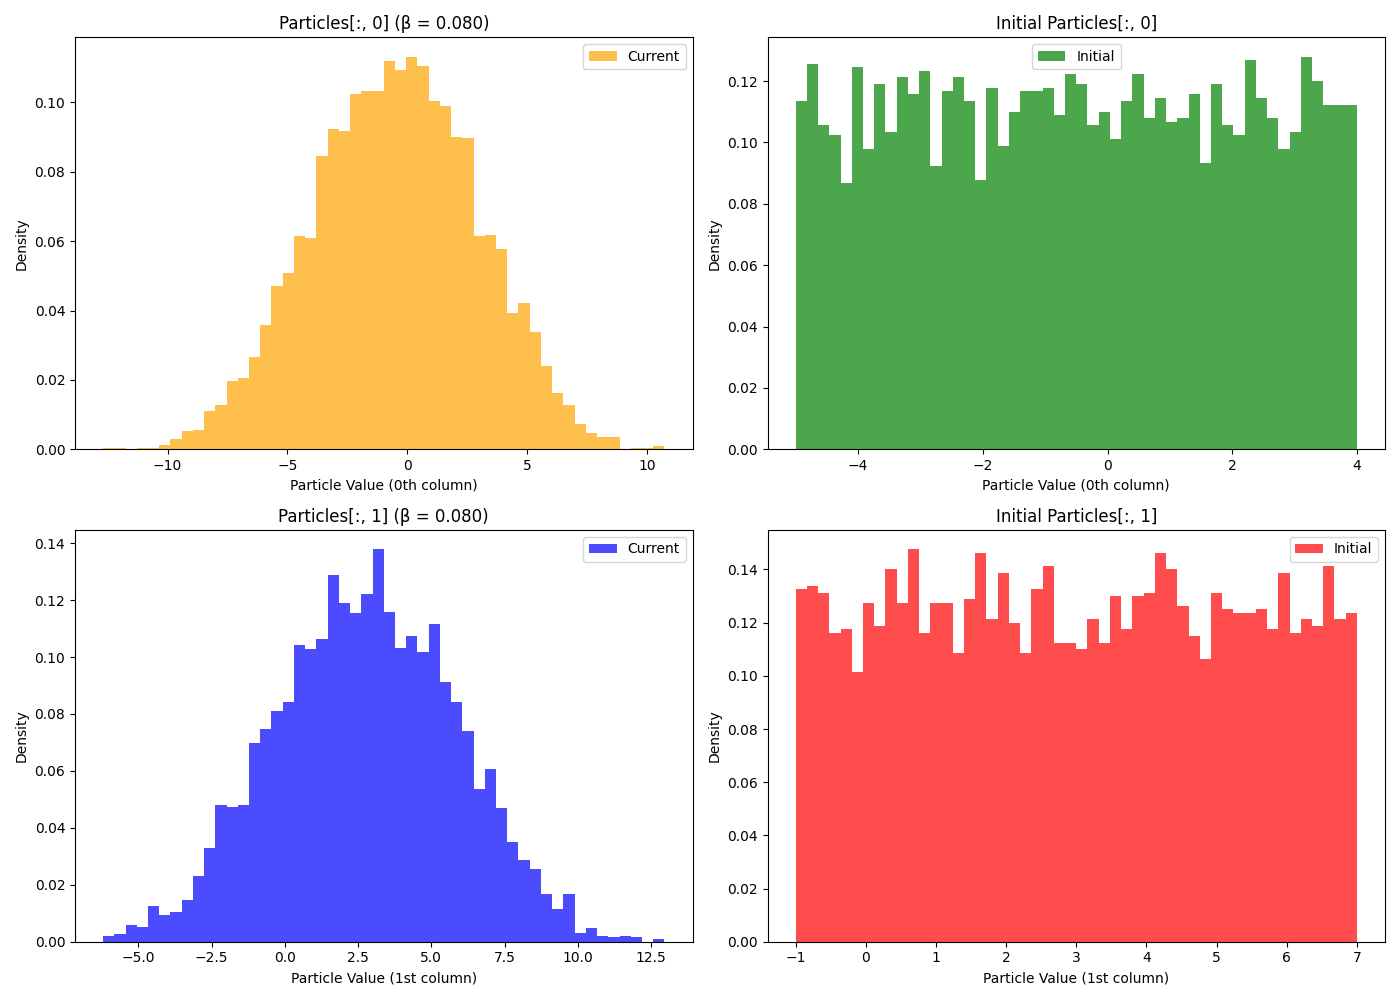 Particles[:, 0] (β = 0.080)
Current
Density
0.10
0.08
0.06
0.04
0.02
0.00
−10 −5 0 5 10
Particle Value (0th column)
Initial Particles[:, 0]
Initial
Density
0.12
0.10
0.08
0.06
0.04
0.02
0.00
−4 −2 0 2 4
Particle Value (0th column)
Particles[:, 1] (β = 0.080)
Current
Density
0.14
0.12
0.10
0.08
0.06
0.04
0.02
0.00
−5.0 −2.5 0.0 2.5 5.0 7.5 10.0 12.5
Particle Value (1st column)
Initial Particles[:, 1]
Initial
Density
0.14
0.12
0.10
0.08
0.06
0.04
0.02
0.00
−1 0 1 2 3 4 5 6 7
Particle Value (1st column)